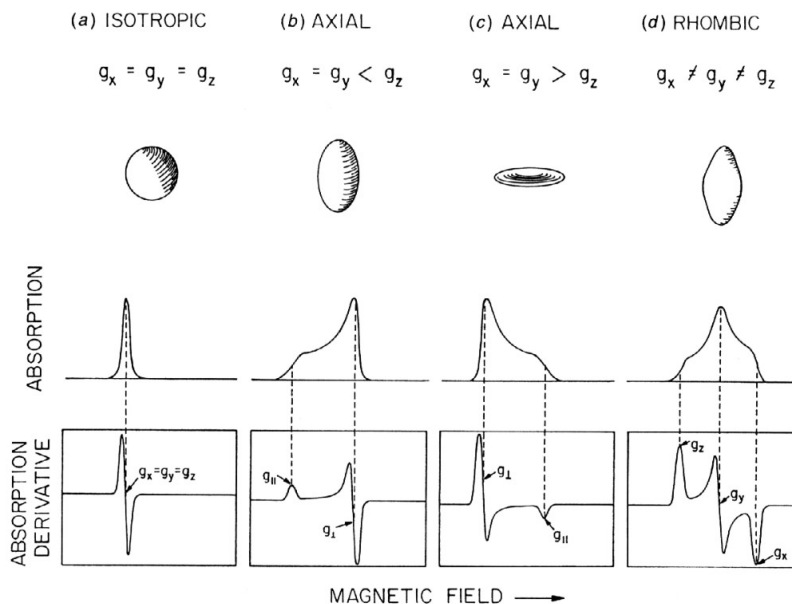 (a) ISOTROPIC
(b) AXIAL
(c) AXIAL
(d) RHOMBIC
gx = gy = gz
gx = gy < gz
gx = gy > gz
gx ≠ gy ≠ gz
ABSORPTION
ABSORPTION
DERIVATIVE
gx=gy=gz
g||
g⊥
g⊥
g||
gz
gy
gx
MAGNETIC FIELD →